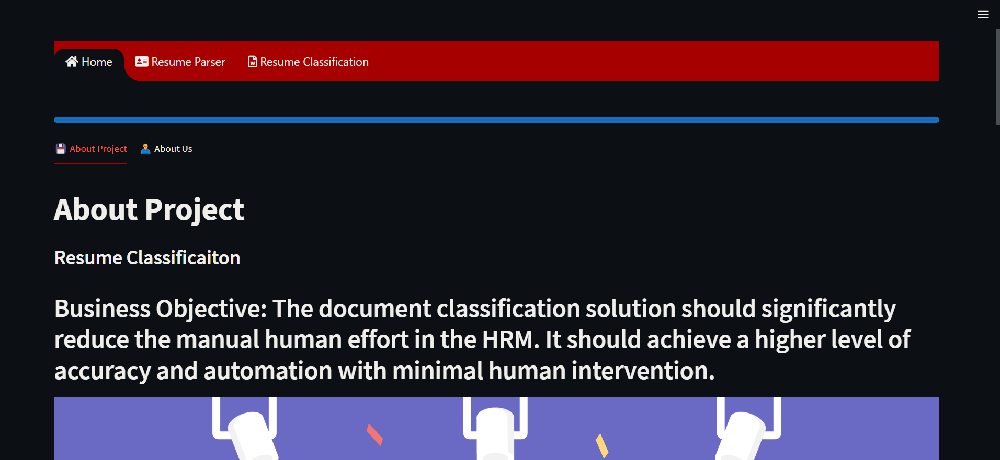 Home Resume Parser Resume Classification
About Project About Us
About Project
Resume Classificaiton
Business Objective: The document classification solution should significantly
reduce the manual human effort in the HRM. It should achieve a higher level of
accuracy and automation with minimal human intervention.